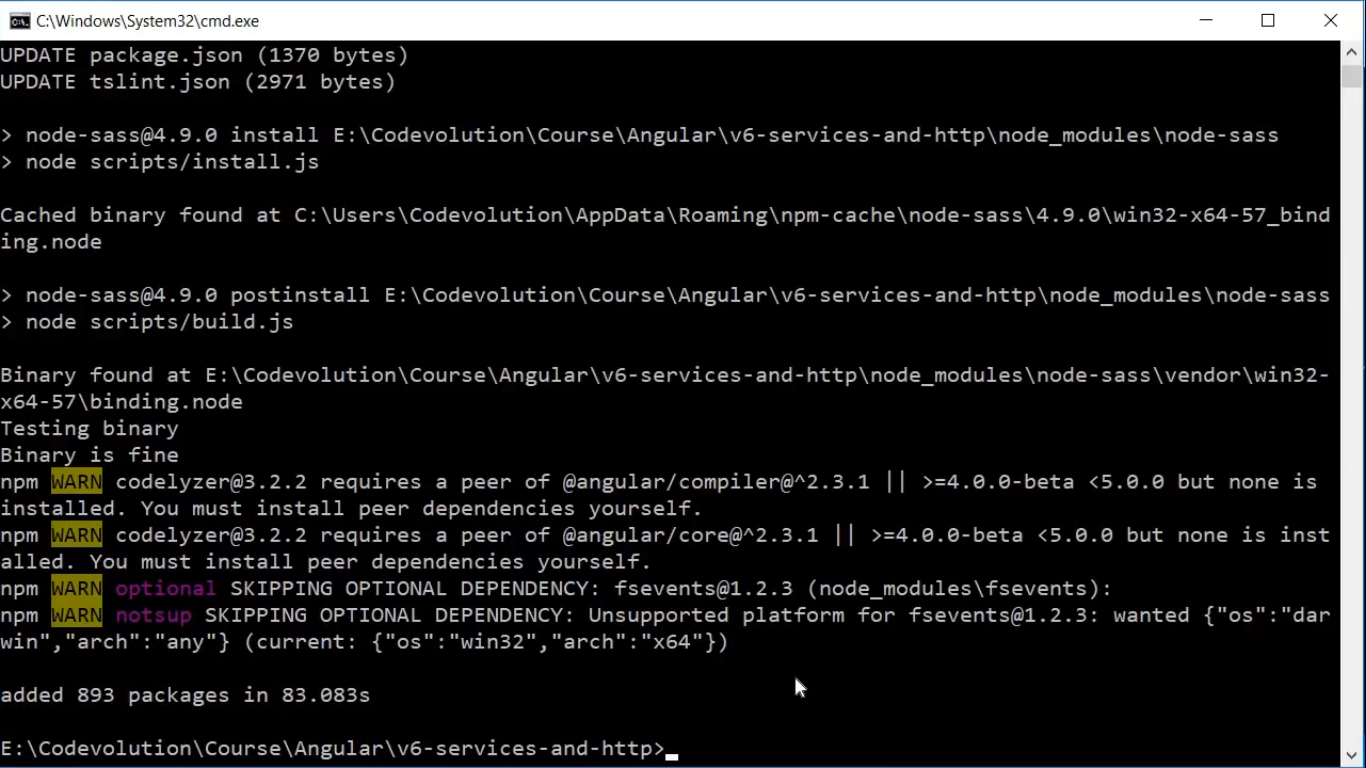 C:\Windows\System32\cmd.exe
UPDATE package.json (1370 bytes)
UPDATE tslint.json (2971 bytes)
> node-sass@4.9.0 install E:\Codevolution\Course\Angular\v6-services-and-http\node_modules\node-sass
> node scripts/install.js
Cached binary found at C:\Users\Codevolution\AppData\Roaming\npm-cache\node-sass\4.9.0\win32-x64-57_bind
ing.node
> node-sass@4.9.0 postinstall E:\Codevolution\Course\Angular\v6-services-and-http\node_modules\node-sass
> node scripts/build.js
Binary found at E:\Codevolution\Course\Angular\v6-services-and-http\node_modules\node-sass\vendor\win32-
x64-57\binding.node
Testing binary
Binary is fine
npm WARN codelyzer@3.2.2 requires a peer of @angular/compiler@^2.3.1 || >=4.0.0-beta <5.0.0 but none is
installed. You must install peer dependencies yourself.
npm WARN codelyzer@3.2.2 requires a peer of @angular/core@^2.3.1 || >=4.0.0-beta <5.0.0 but none is inst
alled. You must install peer dependencies yourself.
npm WARN optional SKIPPING OPTIONAL DEPENDENCY: fsevents@1.2.3 (node_modules\fsevents):
npm WARN notsup SKIPPING OPTIONAL DEPENDENCY: Unsupported platform for fsevents@1.2.3: wanted {"os":"dar
win","arch":"any"} (current: {"os":"win32","arch":"x64"})
added 893 packages in 83.083s
E:\Codevolution\Course\Angular\v6-services-and-http>